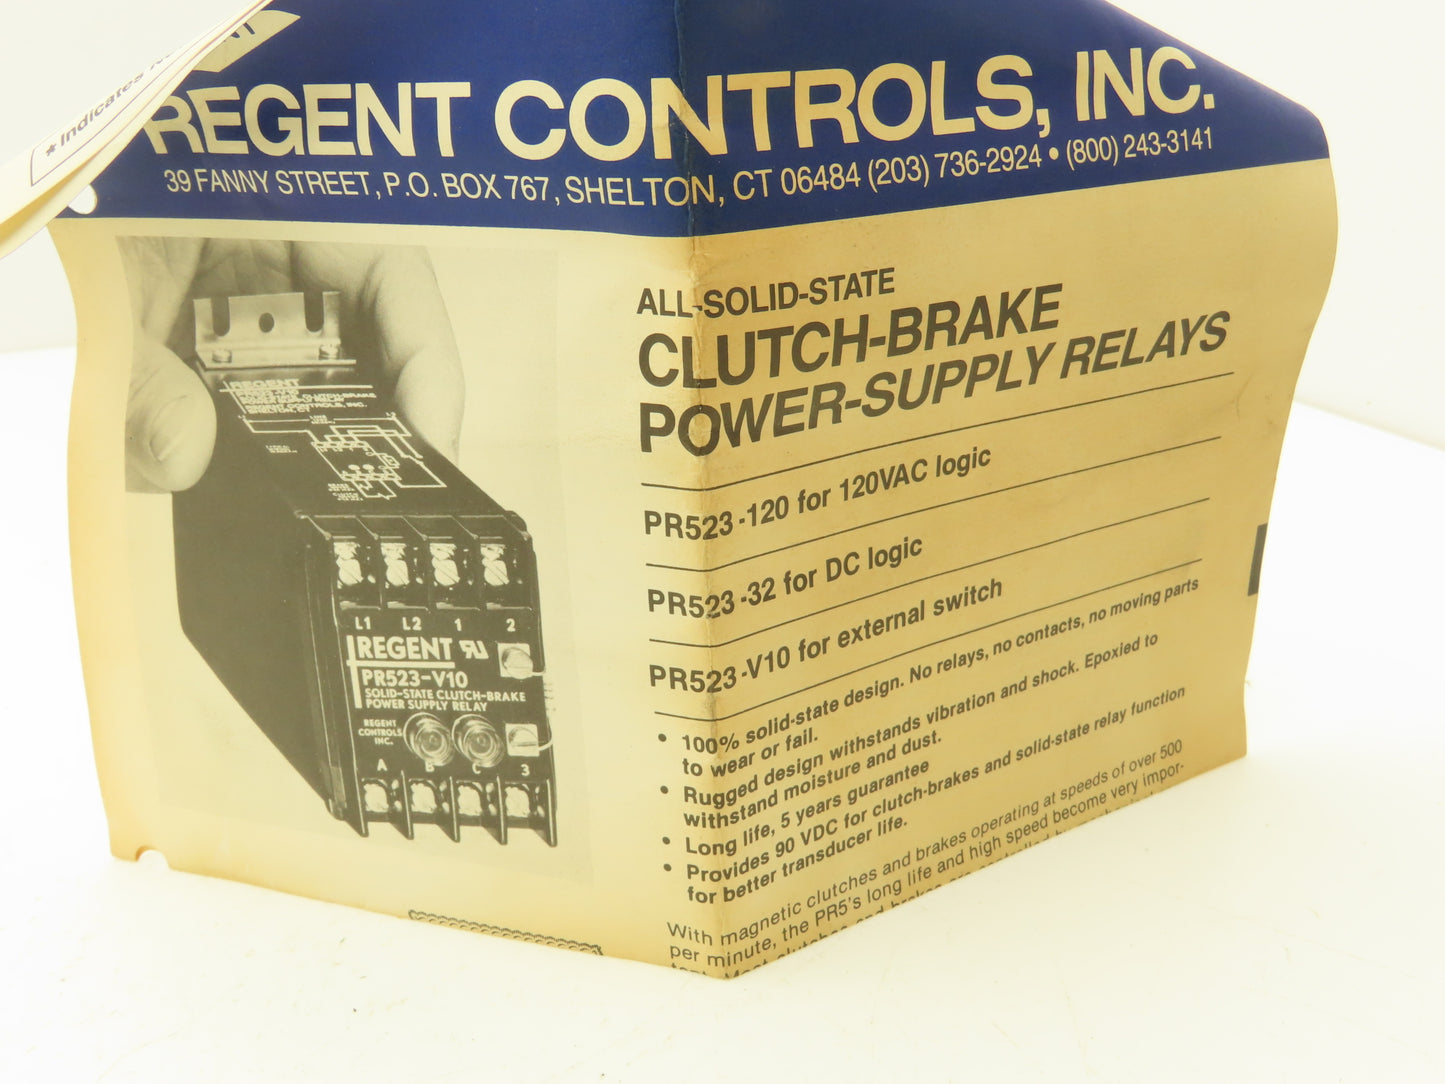 *Indicates
REGENT CONTROLS, INC.
39 FANNY STREET, P.O. BOX 767, SHELTON, CT 06484 (203) 736-2924 • (800) 243-3141
ALL-SOLID-STATE
CLUTCH-BRAKE
POWER-SUPPLY RELAYS
PR523-120 for 120VAC logic
PR523-32 for DC logic
PR523-V10 for external switch
• 100% solid-state design. No relays, no contacts, no moving parts
to wear or fail.
• Rugged design withstands vibration and shock. Epoxied to
withstand moisture and dust.
• Long life, 5 years guarantee
• Provides 90 VDC for clutch-brakes and solid-state relay function
for better transducer life.
With magnetic clutches and brakes operating at speeds of over 500
per minute, the PR5's long life and high speed become very impor-
REGENT
L1 L2 1 2
REGENT
PR523-V10
SOLID-STATE CLUTCH-BRAKE
POWER SUPPLY RELAY
REGENT
CONTROLS
INC.
A B C 3